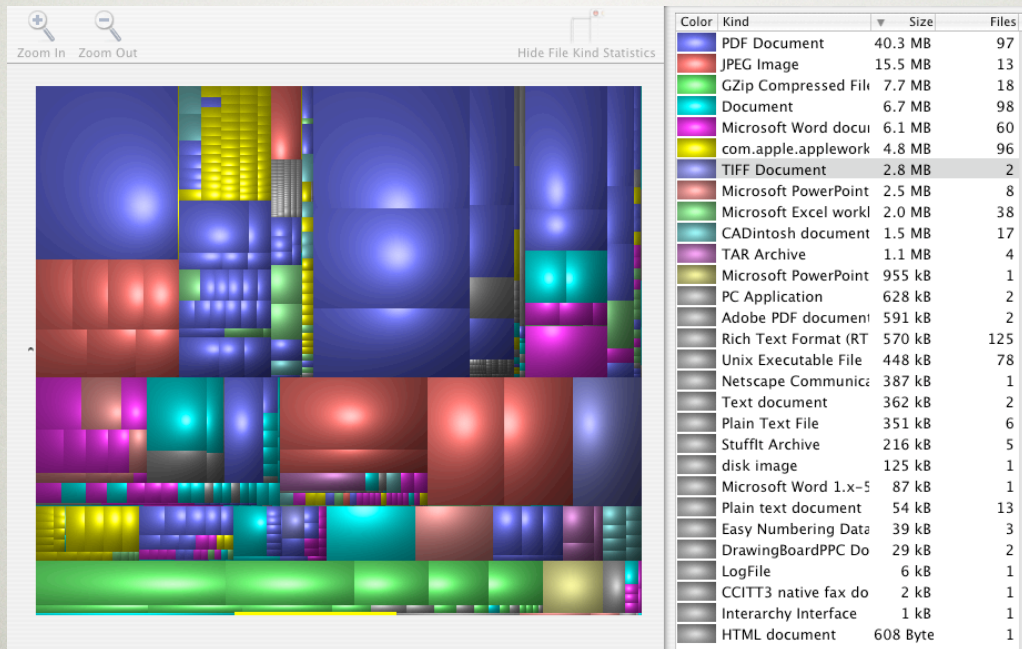 Zoom In Zoom Out Hide File Kind Statistics
Color Kind Size Files
PDF Document 40.3 MB 97
JPEG Image 15.5 MB 13
GZip Compressed File 7.7 MB 18
Document 6.7 MB 98
Microsoft Word docu 6.1 MB 60
com.apple.applework 4.8 MB 96
TIFF Document 2.8 MB 2
Microsoft PowerPoint 2.5 MB 8
Microsoft Excel workl 2.0 MB 38
CADintosh document 1.5 MB 17
TAR Archive 1.1 MB 4
Microsoft PowerPoint 955 kB 1
PC Application 628 kB 2
Adobe PDF document 591 kB 2
Rich Text Format (RT 570 kB 125
Unix Executable File 448 kB 78
Netscape Communica 387 kB 1
Text document 362 kB 2
Plain Text File 351 kB 6
StuffIt Archive 216 kB 5
disk image 125 kB 1
Microsoft Word 1.x-5 87 kB 1
Plain text document 54 kB 13
Easy Numbering Data 39 kB 3
DrawingBoardPPC Do 29 kB 2
LogFile 6 kB 1
CCITT3 native fax do 2 kB 1
Interarchy Interface 1 kB 1
HTML document 608 Byte 1